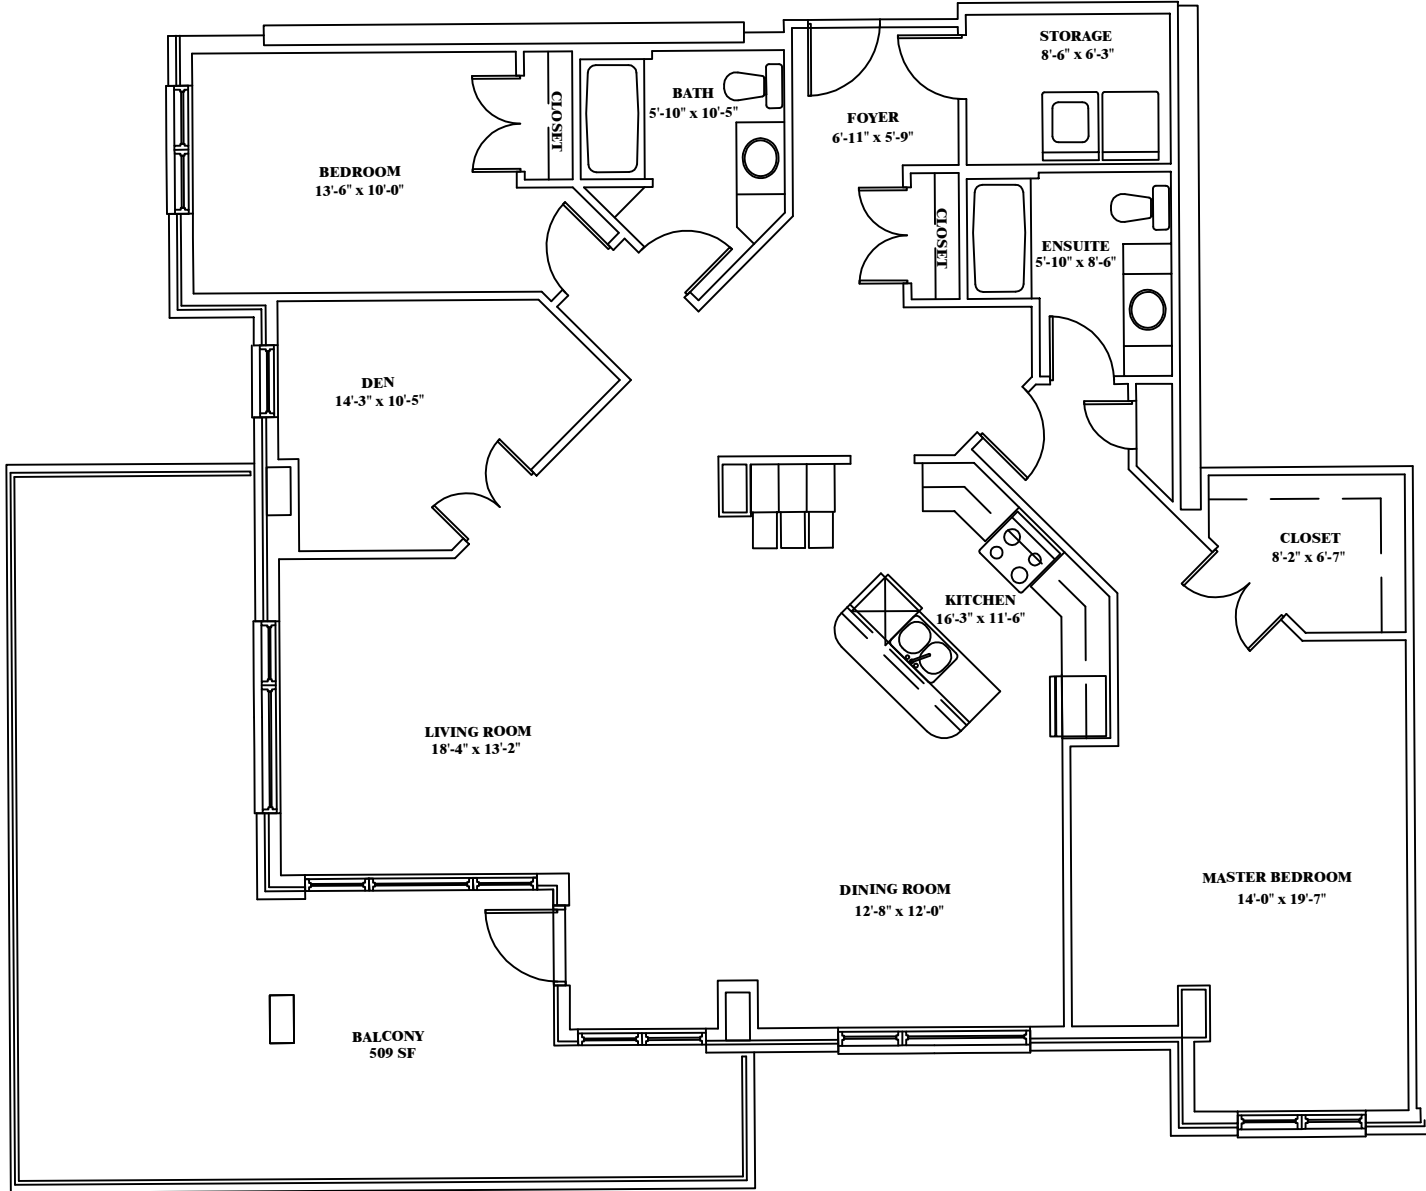 STORAGE
8'-6" x 6'-3"
BATH
5'-10" x 10'-5"
CLOSET
FOYER
6'-11" x 5'-9"
BEDROOM
13'-6" x 10'-0"
CLOSET
ENSUITE
5'-10" x 8'-6"
DEN
14'-3" x 10'-5"
CLOSET
8'-2" x 6'-7"
KITCHEN
16'-3" x 11'-6"
LIVING ROOM
18'-4" x 13'-2"
DINING ROOM
12'-8" x 12'-0"
MASTER BEDROOM
14'-0" x 19'-7"
BALCONY
509 SF